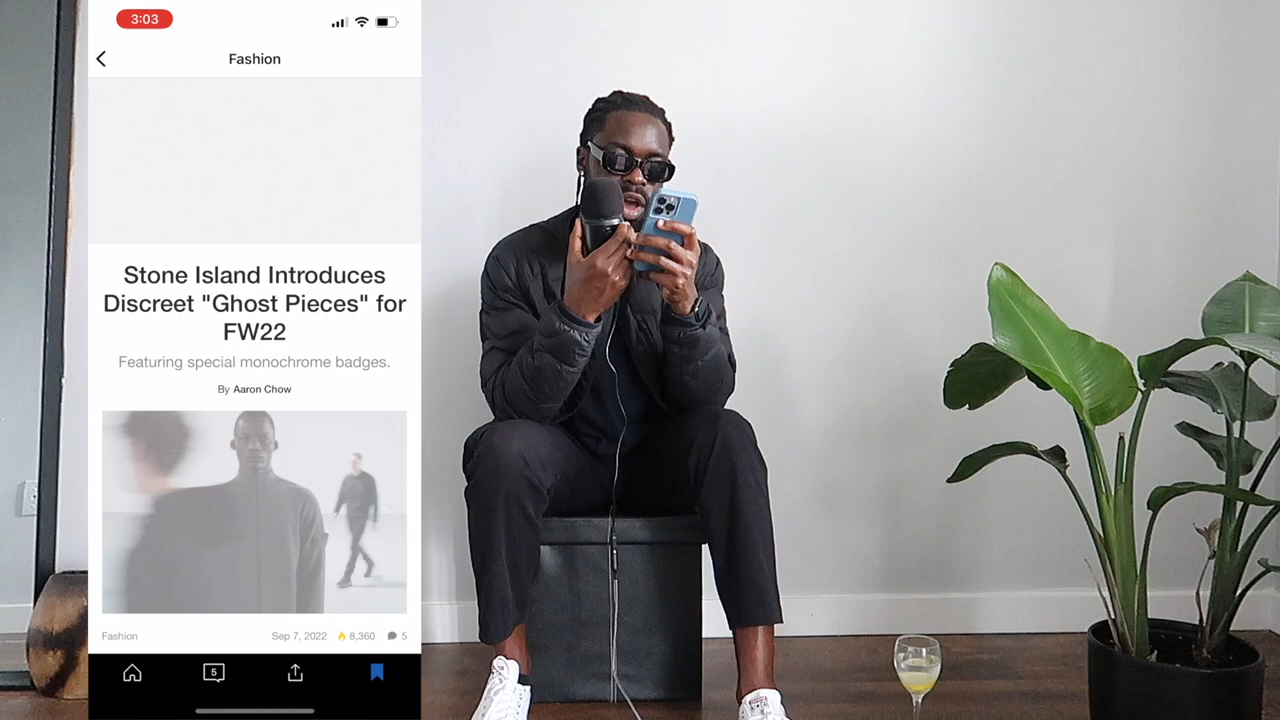 3:03
Fashion
Stone Island Introduces
Discreet "Ghost Pieces" for
FW22
Featuring special monochrome badges.
By Aaron Chow
Fashion
Sep 7, 2022
8,360
5
5